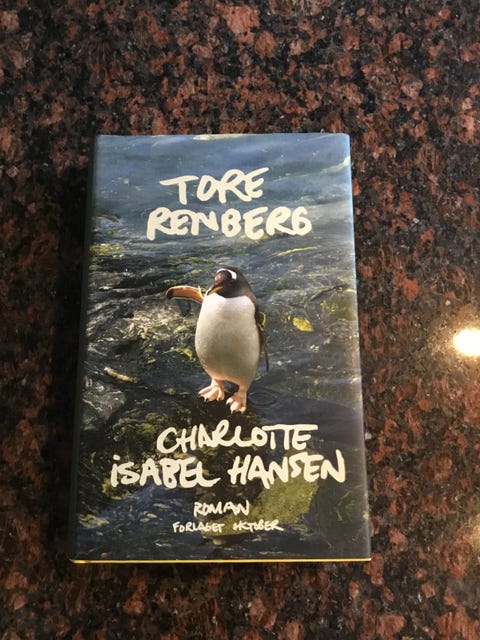 TORE
RENBERG
CHARLOTTE
iSABEL HANSEN
ROMAN
FORLAGET OKTOBER